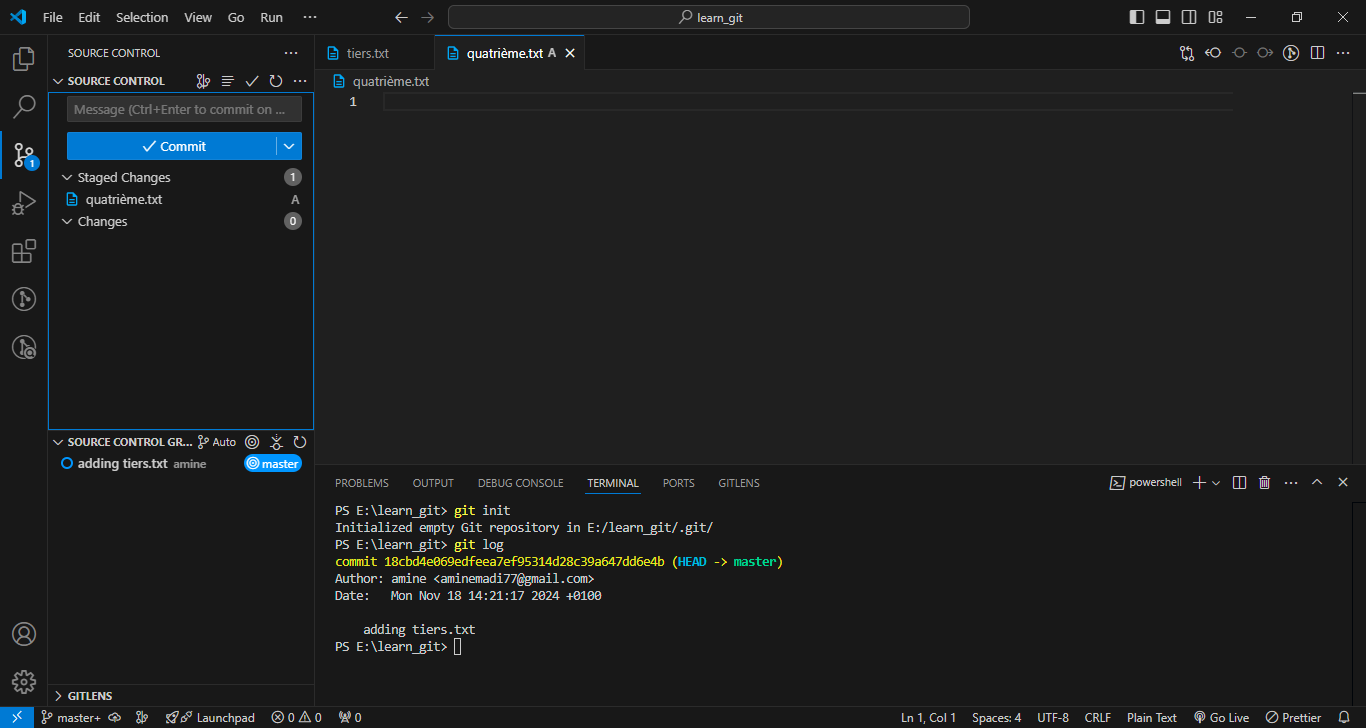 File Edit Selection View Go Run ···
learn_git
SOURCE CONTROL ···
SOURCE CONTROL ···
Message (Ctrl+Enter to commit on ...
Commit
Staged Changes 1
quatrième.txt A
Changes 0
1
SOURCE CONTROL GR... Auto
adding tiers.txt amine master
GITLENS
tiers.txt quatrième.txt A
quatrième.txt
1
PROBLEMS OUTPUT DEBUG CONSOLE TERMINAL PORTS GITLENS powershell
PS E:\learn_git> git init
Initialized empty Git repository in E:/learn_git/.git/
PS E:\learn_git> git log
commit 18cbd4e069edfeea7ef95314d28c39a647dd6e4b (HEAD -> master)
Author: amine <aminemadi77@gmail.com>
Date:   Mon Nov 18 14:21:17 2024 +0100
adding tiers.txt
PS E:\learn_git>
master+ Launchpad 0 0 0 Ln 1, Col 1 Spaces: 4 UTF-8 CRLF Plain Text Go Live Prettier